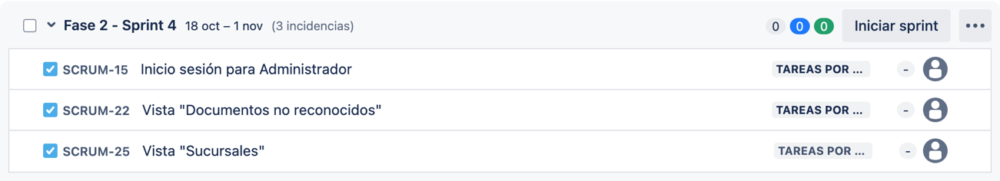 Fase 2 - Sprint 4 18 oct – 1 nov (3 incidencias) 0 0 0 Iniciar sprint
SCRUM-15 Inicio sesión para Administrador TAREAS POR ... -
SCRUM-22 Vista "Documentos no reconocidos" TAREAS POR ... -
SCRUM-25 Vista "Sucursales" TAREAS POR ... -